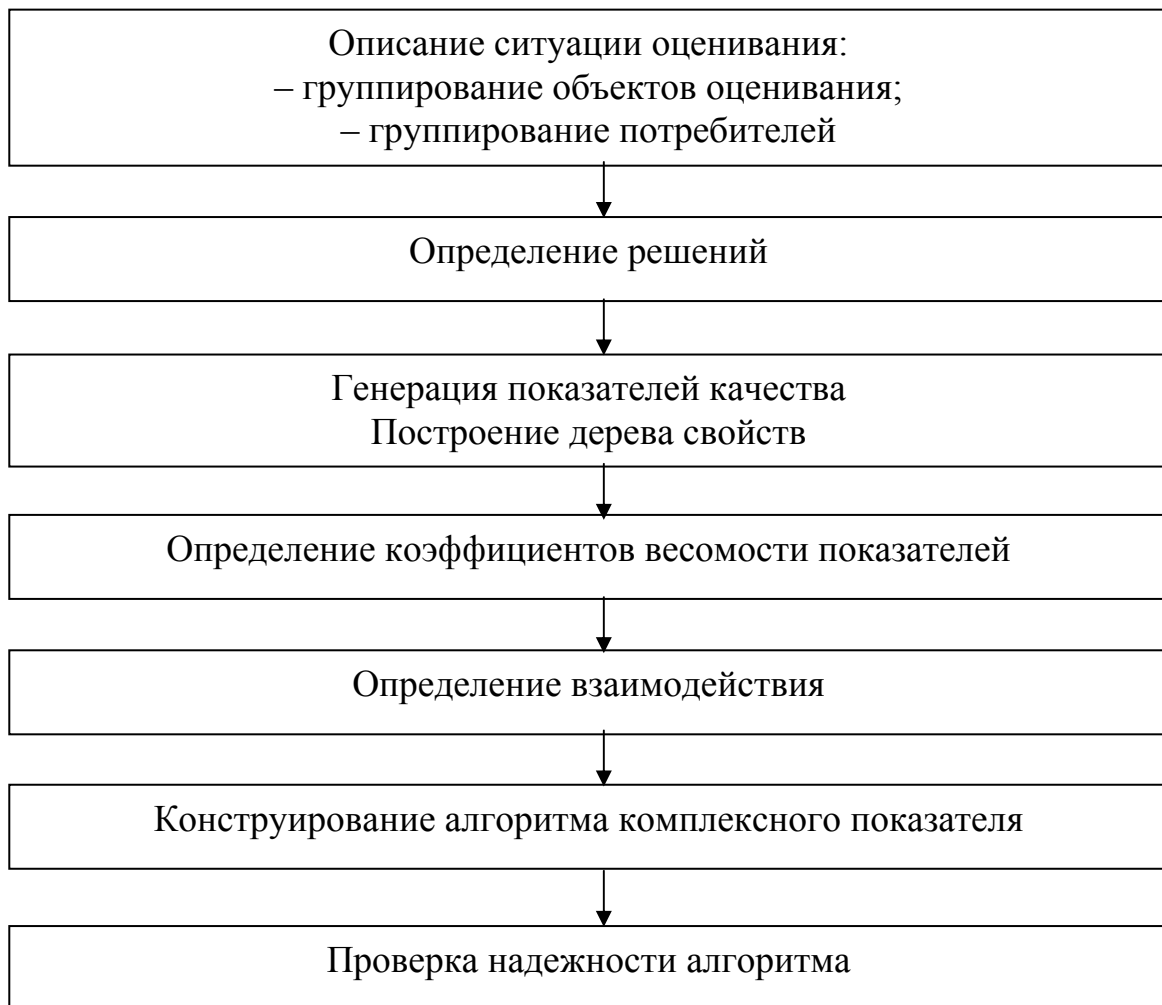 Описание ситуации оценивания:
– группирование объектов оценивания;
– группирование потребителей
Определение решений
Генерация показателей качества
Построение дерева свойств
Определение коэффициентов весомости показателей
Определение взаимодействия
Конструирование алгоритма комплексного показателя
Проверка надежности алгоритма